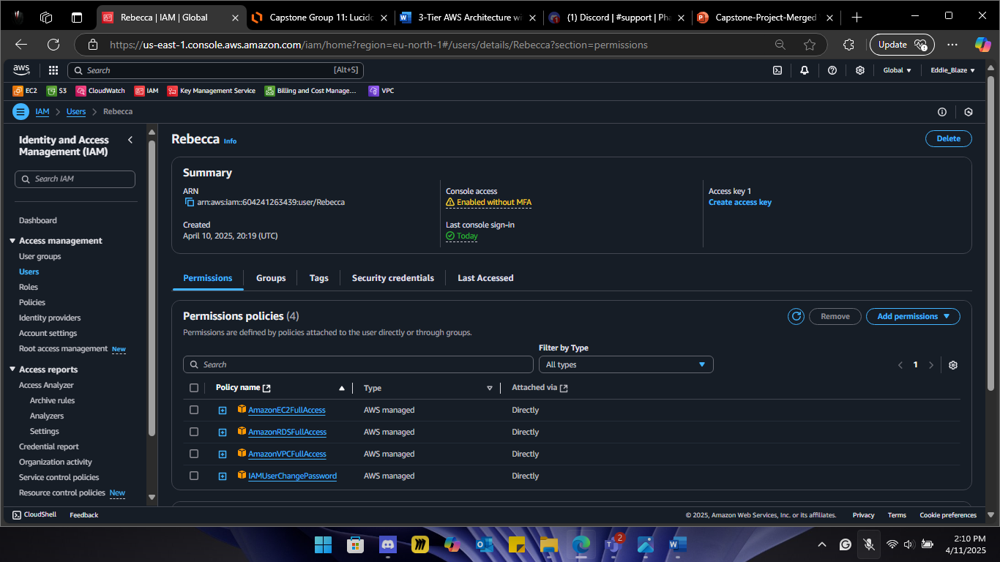 Rebecca | IAM | Global
Capstone Group 11: Lucidc
3-Tier AWS Architecture wi
(1) Discord | #support | Pha
Capstone-Project-Merged
https://us-east-1.console.aws.amazon.com/iam/home?region=eu-north-1#/users/details/Rebecca?section=permissions
Update
aws
Search
[Alt+S]
Global
Eddie_Blaze
EC2
S3
CloudWatch
IAM
Key Management Service
Billing and Cost Manage...
VPC
IAM
Users
Rebecca
Identity and Access
Management (IAM)
Search IAM
Dashboard
Access management
User groups
Users
Roles
Policies
Identity providers
Account settings
Root access management New
Access reports
Access Analyzer
Archive rules
Analyzers
Settings
Credential report
Organization activity
Service control policies
Resource control policies New
Rebecca Info
Delete
Summary
ARN
arn:aws:iam::604241263439:user/Rebecca
Created
April 10, 2025, 20:19 (UTC)
Console access
Enabled without MFA
Last console sign-in
Today
Access key 1
Create access key
Permissions
Groups
Tags
Security credentials
Last Accessed
Permissions policies (4)
Remove
Add permissions
Permissions are defined by policies attached to the user directly or through groups.
Filter by Type
Search
All types
1
Policy name
Type
Attached via
AmazonEC2FullAccess AWS managed Directly
AmazonRDSFullAccess AWS managed Directly
AmazonVPCFullAccess AWS managed Directly
IAMUserChangePassword AWS managed Directly
CloudShell
Feedback
© 2025, Amazon Web Services, Inc. or its affiliates.
Privacy
Terms
Cookie preferences
2
2:10 PM
4/11/2025